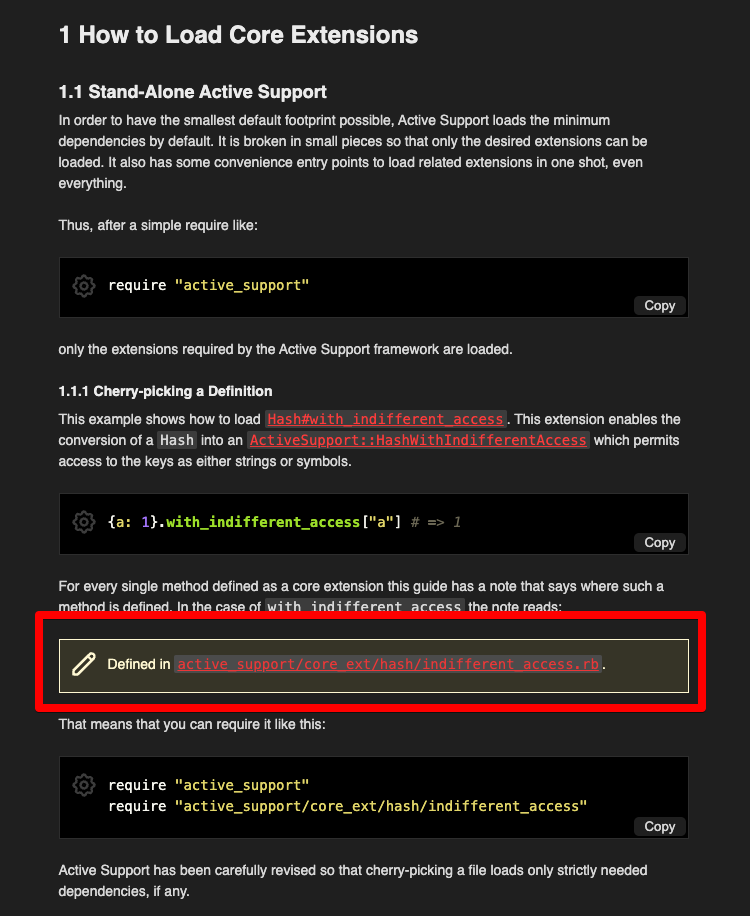 1 How to Load Core Extensions
1.1 Stand-Alone Active Support
In order to have the smallest default footprint possible, Active Support loads the minimum
dependencies by default. It is broken in small pieces so that only the desired extensions can be
loaded. It also has some convenience entry points to load related extensions in one shot, even
everything.
Thus, after a simple require like:
require "active_support"
Copy
only the extensions required by the Active Support framework are loaded.
1.1.1 Cherry-picking a Definition
This example shows how to load Hash#with_indifferent_access. This extension enables the
conversion of a Hash into an ActiveSupport::HashWithIndifferentAccess which permits
access to the keys as either strings or symbols.
{a: 1}.with_indifferent_access["a"] # => 1
Copy
For every single method defined as a core extension this guide has a note that says where such a
method is defined. In the case of with_indifferent_access the note reads:
Defined in active_support/core_ext/hash/indifferent_access.rb.
That means that you can require it like this:
require "active_support"
require "active_support/core_ext/hash/indifferent_access"
Copy
Active Support has been carefully revised so that cherry-picking a file loads only strictly needed
dependencies, if any.